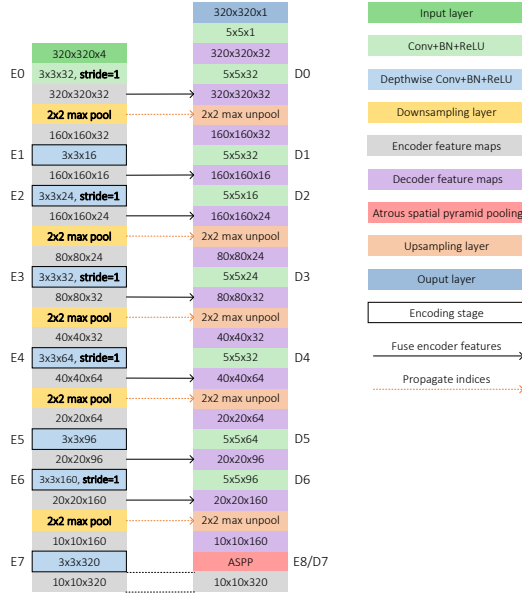 320x320x4
E0
3x3x32, stride=1
320x320x32
2x2 max pool
160x160x32
E1
3x3x16
160x160x16
E2
3x3x24, stride=1
160x160x24
2x2 max pool
80x80x24
E3
3x3x32, stride=1
80x80x32
2x2 max pool
40x40x32
E4
3x3x64, stride=1
40x40x64
2x2 max pool
20x20x64
E5
3x3x96
20x20x96
E6
3x3x160, stride=1
20x20x160
2x2 max pool
10x10x160
E7
3x3x320
10x10x320
320x320x1
5x5x1
320x320x32
5x5x32
D0
320x320x32
2x2 max unpool
160x160x32
5x5x32
D1
160x160x16
5x5x16
D2
160x160x24
2x2 max unpool
80x80x24
5x5x24
D3
80x80x32
2x2 max unpool
40x40x32
5x5x32
D4
40x40x64
2x2 max unpool
20x20x64
5x5x64
D5
20x20x96
5x5x96
D6
20x20x160
2x2 max unpool
10x10x160
ASPP
E8/D7
10x10x320
Input layer
Conv+BN+ReLU
Depthwise Conv+BN+ReLU
Downsampling layer
Encoder feature maps
Decoder feature maps
Atrous spatial pyramid pooling
Upsampling layer
Ouput layer
Encoding stage
Fuse encoder features
Propagate indices